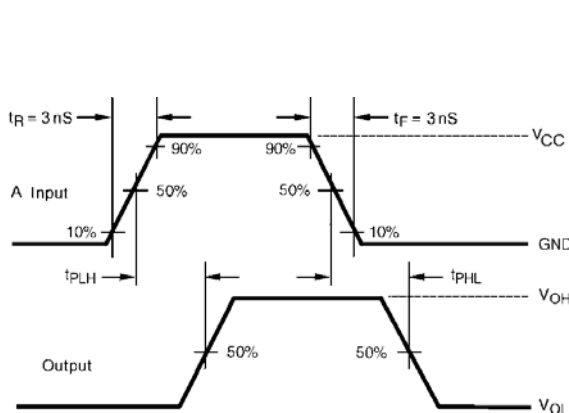 tR = 3 nS
tF = 3 nS
VCC
90%
90%
A Input
50%
50%
10%
10%
GND
tPLH
tPHL
VOH
Output
50%
50%
VOL